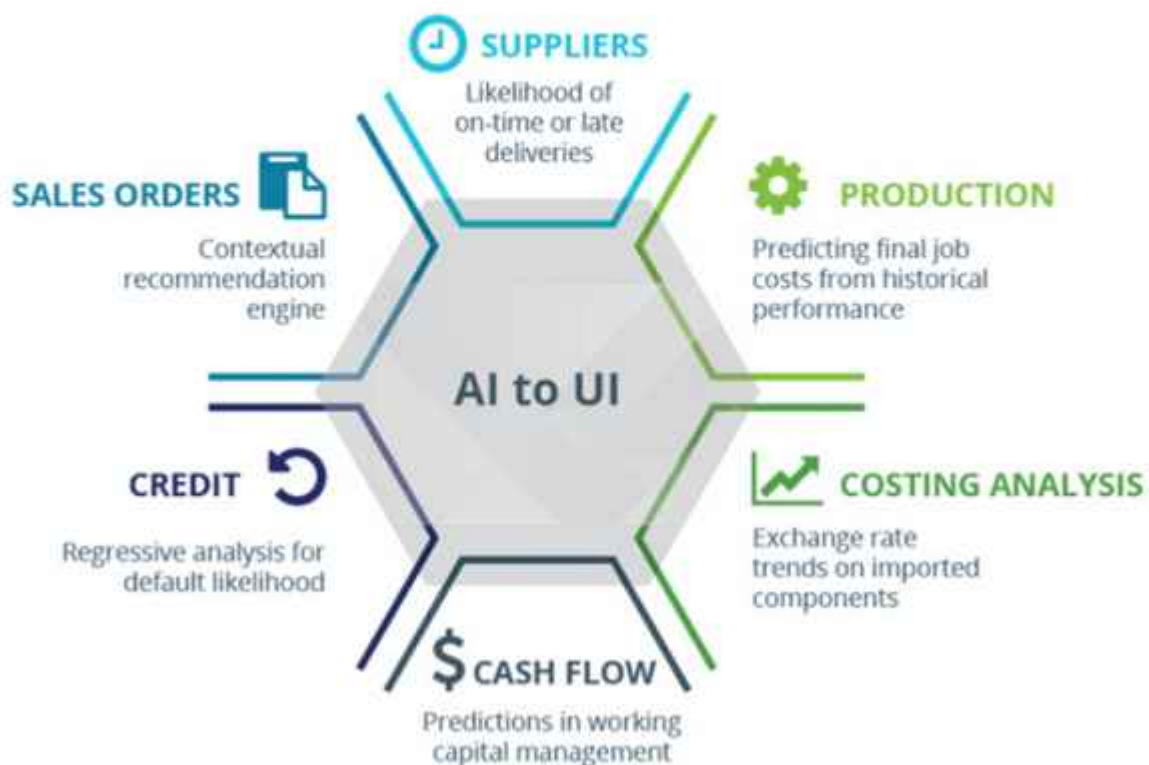 SUPPLIERS
Likelihood of
on-time or late
deliveries
SALES ORDERS
Contextual
recommendation
engine
PRODUCTION
Predicting final job
costs from historical
performance
AI to UI
CREDIT
Regressive analysis for
default likelihood
COSTING ANALYSIS
Exchange rate
trends on imported
components
$ CASH FLOW
Predictions in working
capital management